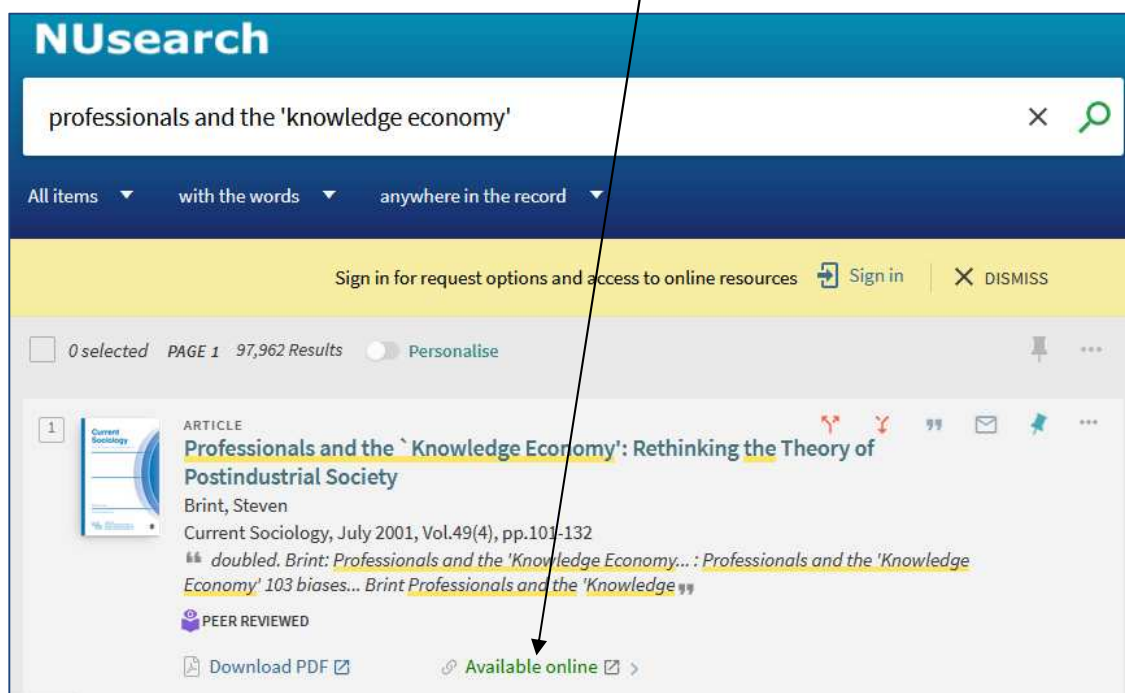 NUsearch
professionals and the 'knowledge economy'
All items with the words anywhere in the record
Sign in for request options and access to online resources Sign in DISMISS
0 selected PAGE 1 97,962 Results Personalise
1
Current
Sociology
ARTICLE
Professionals and the `Knowledge Economy': Rethinking the Theory of
Postindustrial Society
Brint, Steven
Current Sociology, July 2001, Vol.49(4), pp.101-132
“ doubled. Brint: Professionals and the 'Knowledge Economy... : Professionals and the 'Knowledge
Economy' 103 biases... Brint Professionals and the 'Knowledge ”
PEER REVIEWED
Download PDF Available online